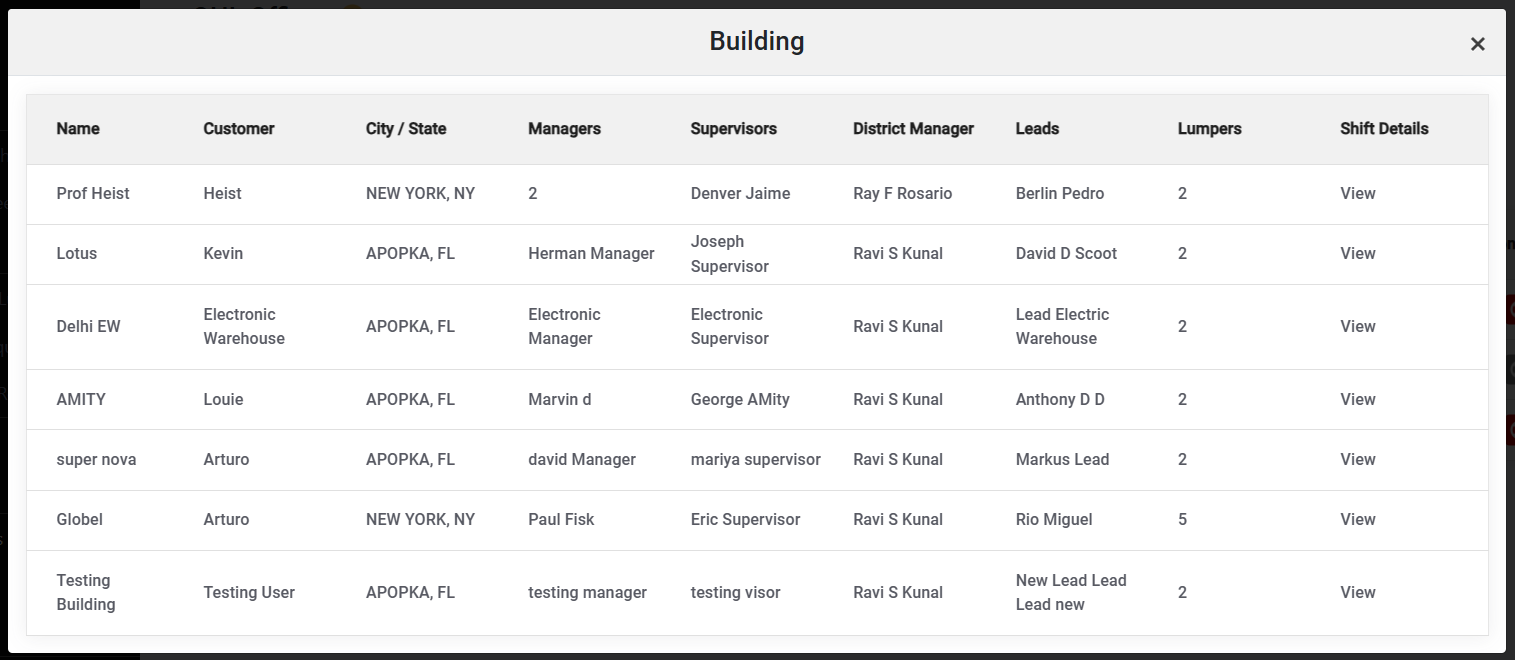 Building
×
Name Customer City / State Managers Supervisors District Manager Leads Lumpers Shift Details
Prof Heist Heist NEW YORK, NY 2 Denver Jaime Ray F Rosario Berlin Pedro 2 View
Lotus Kevin APOPKA, FL Herman Manager Joseph Supervisor Ravi S Kunal David D Scoot 2 View
Delhi EW Electronic Warehouse APOPKA, FL Electronic Manager Electronic Supervisor Ravi S Kunal Lead Electric Warehouse 2 View
AMITY Louie APOPKA, FL Marvin d George AMity Ravi S Kunal Anthony D D 2 View
super nova Arturo APOPKA, FL david Manager mariya supervisor Ravi S Kunal Markus Lead 2 View
Globel Arturo NEW YORK, NY Paul Fisk Eric Supervisor Ravi S Kunal Rio Miguel 5 View
Testing Building Testing User APOPKA, FL testing manager testing visor Ravi S Kunal New Lead Lead Lead new 2 View